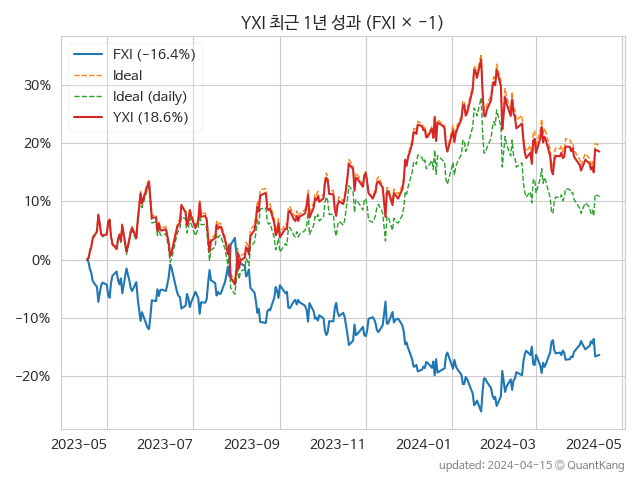 YXI 최근 1년 성과 (FXI × -1)
FXI (-16.4%)
Ideal
Ideal (daily)
YXI (18.6%)
30%
20%
10%
0%
-10%
-20%
2023-05 2023-07 2023-09 2023-11 2024-01 2024-03 2024-05
updated: 2024-04-15 © QuantKang